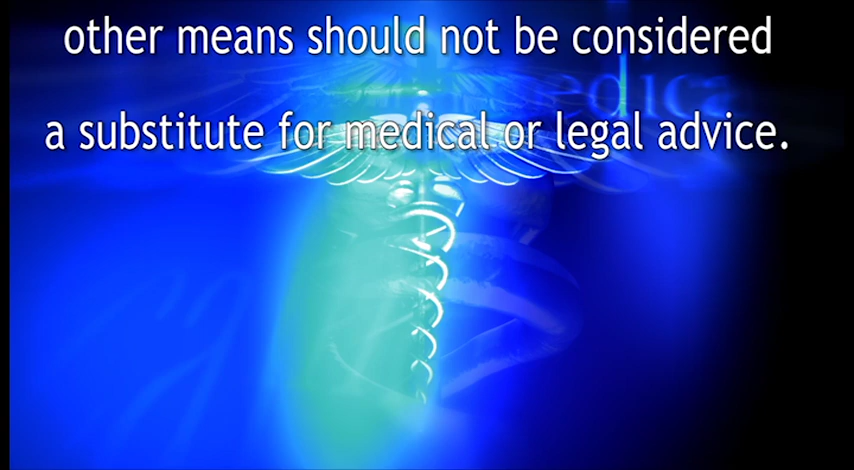 other means should not be considered
a substitute for medical or legal advice.